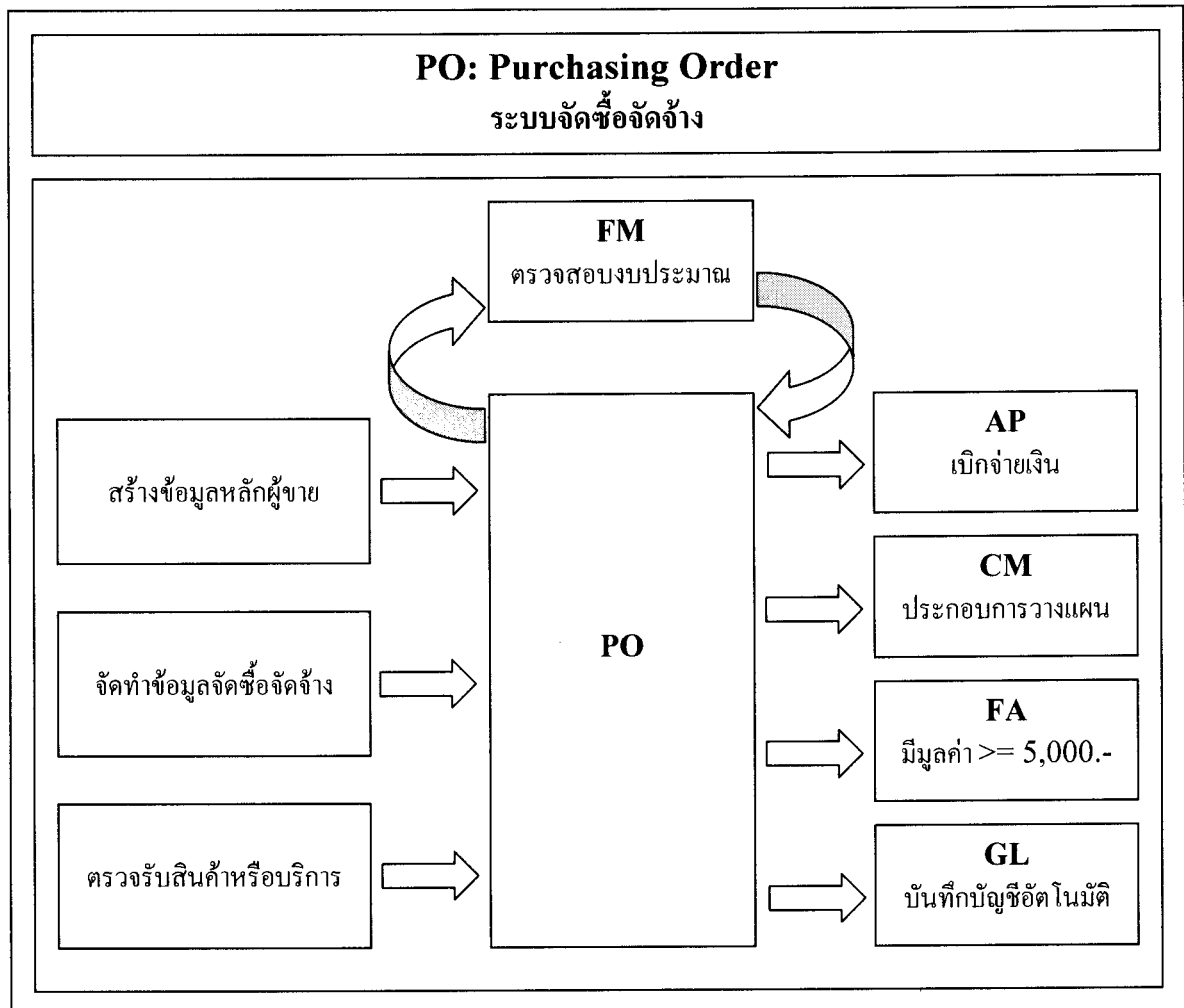 PO: Purchasing Order
ระบบจัดซื้อจัดจ้าง
FM
ตรวจสอบงบประมาณ
สร้างข้อมูลหลักผู้ขาย
จัดทำข้อมูลจัดซื้อจัดจ้าง
ตรวจรับสินค้าหรือบริการ
PO
AP
เบิกจ่ายเงิน
CM
ประกอบการวางแผน
FA
มีมูลค่า >= 5,000.-
GL
บันทึกบัญชีอัตโนมัติ